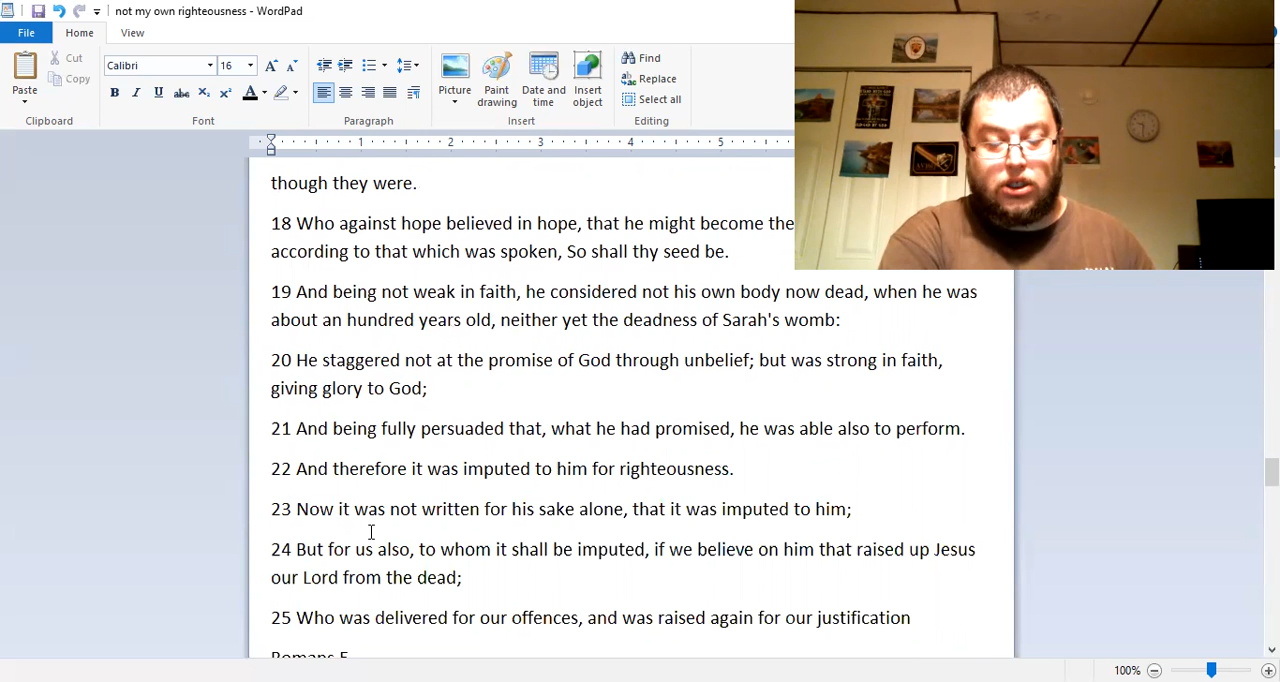 not my own righteousness - WordPad
File
Home
View
Paste
Cut
Copy
Calibri
16
Picture
Paint
drawing
Date and
time
Insert
object
Find
Replace
Select all
Clipboard
Font
Paragraph
Insert
Editing
1
2
3
4
5
though they were.
18 Who against hope believed in hope, that he might become the
according to that which was spoken, So shall thy seed be.
19 And being not weak in faith, he considered not his own body now dead, when he was
about an hundred years old, neither yet the deadness of Sarah's womb:
20 He staggered not at the promise of God through unbelief; but was strong in faith,
giving glory to God;
21 And being fully persuaded that, what he had promised, he was able also to perform.
22 And therefore it was imputed to him for righteousness.
23 Now it was not written for his sake alone, that it was imputed to him;
24 But for us also, to whom it shall be imputed, if we believe on him that raised up Jesus
our Lord from the dead;
25 Who was delivered for our offences, and was raised again for our justification
Romans 5
100%